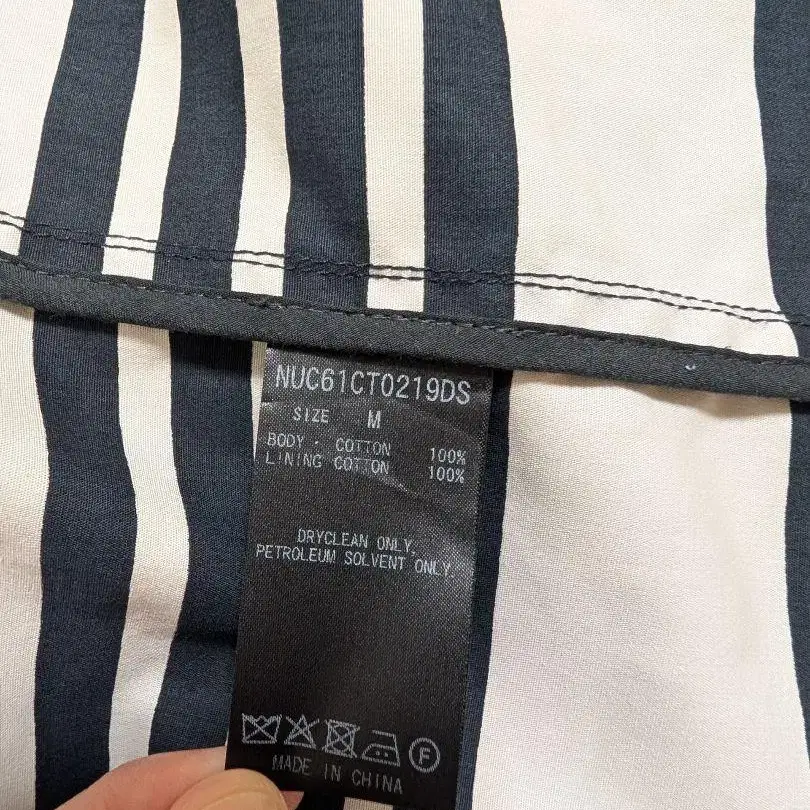 NUC61CT0219DS
SIZE M
BODY · COTTON 100%
LINING COTTON 100%
DRYCLEAN ONLY.
PETROLEUM SOLVENT ONLY.
F
MADE IN CHINA